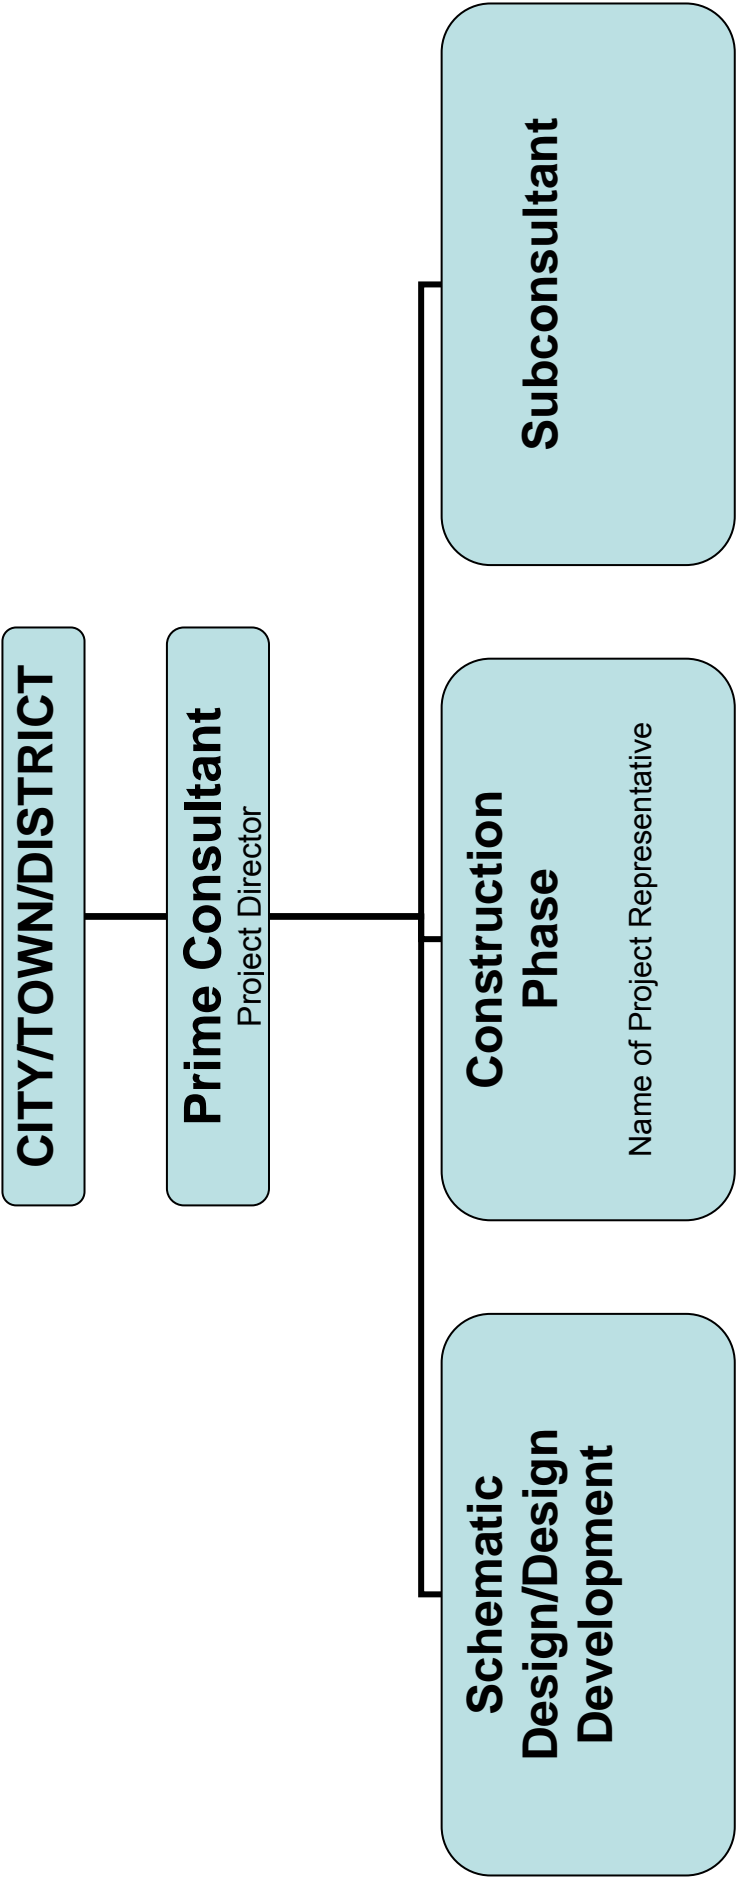 CITY/TOWN/DISTRICT
Prime Consultant
Project Director
Schematic
Design/Design
Development
Construction
Phase
Name of Project Representative
Subconsultant